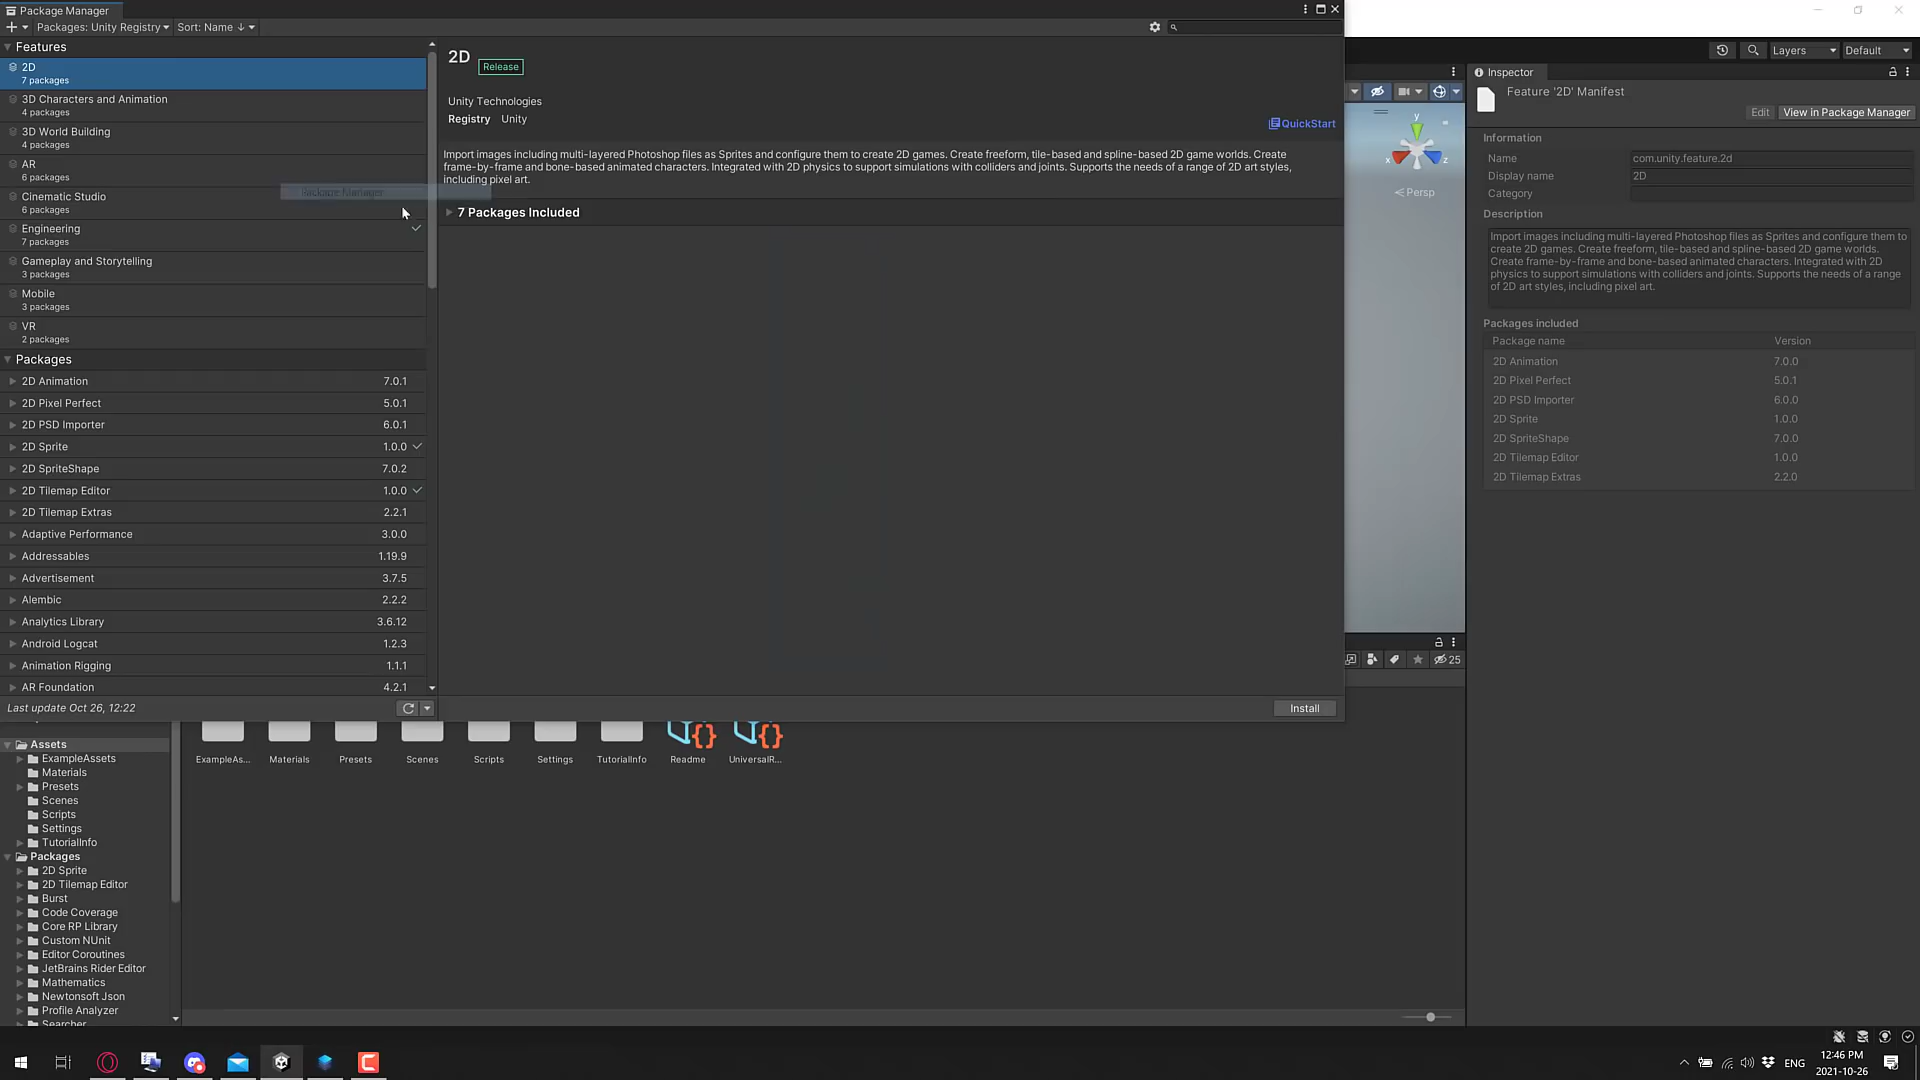 Package Manager
Packages: Unity Registry
Sort: Name ↓
Features
2D
7 packages
3D Characters and Animation
4 packages
3D World Building
4 packages
AR
6 packages
Cinematic Studio
6 packages
Engineering
7 packages
Gameplay and Storytelling
3 packages
Mobile
3 packages
VR
2 packages
Packages
2D Animation 7.0.1
2D Pixel Perfect 5.0.1
2D PSD Importer 6.0.1
2D Sprite 1.0.0
2D SpriteShape 7.0.2
2D Tilemap Editor 1.0.0
2D Tilemap Extras 2.2.1
Adaptive Performance 3.0.0
Addressables 1.19.9
Advertisement 3.7.5
Alembic 2.2.2
Analytics Library 3.6.12
Android Logcat 1.2.3
Animation Rigging 1.1.1
AR Foundation 4.2.1
Last update Oct 26, 12:22
Package Manager
2D Release
Unity Technologies
Registry Unity
QuickStart
Import images including multi-layered Photoshop files as Sprites and configure them to create 2D games. Create freeform, tile-based and spline-based 2D game worlds. Create
frame-by-frame and bone-based animated characters. Integrated with 2D physics to support simulations with colliders and joints. Supports the needs of a range of 2D art styles,
including pixel art.
7 Packages Included
Install
Layers
Default
y
x
z
Persp
25
Inspector
Feature '2D' Manifest
Edit
View in Package Manager
Information
Name com.unity.feature.2d
Display name 2D
Category
Description
Import images including multi-layered Photoshop files as Sprites and configure them to
create 2D games. Create freeform, tile-based and spline-based 2D game worlds.
Create frame-by-frame and bone-based animated characters. Integrated with 2D
physics to support simulations with colliders and joints. Supports the needs of a range
of 2D art styles, including pixel art.
Packages included
Package name Version
2D Animation 7.0.0
2D Pixel Perfect 5.0.1
2D PSD Importer 6.0.0
2D Sprite 1.0.0
2D SpriteShape 7.0.0
2D Tilemap Editor 1.0.0
2D Tilemap Extras 2.2.0
Assets
ExampleAssets
Materials
Presets
Scenes
Scripts
Settings
TutorialInfo
Packages
2D Sprite
2D Tilemap Editor
Burst
Code Coverage
Core RP Library
Custom NUnit
Editor Coroutines
JetBrains Rider Editor
Mathematics
Newtonsoft Json
Profile Analyzer
Searcher
ExampleAs...
Materials
Presets
Scenes
Scripts
Settings
TutorialInfo
Readme
UniversalR...
ENG
12:46 PM
2021-10-26